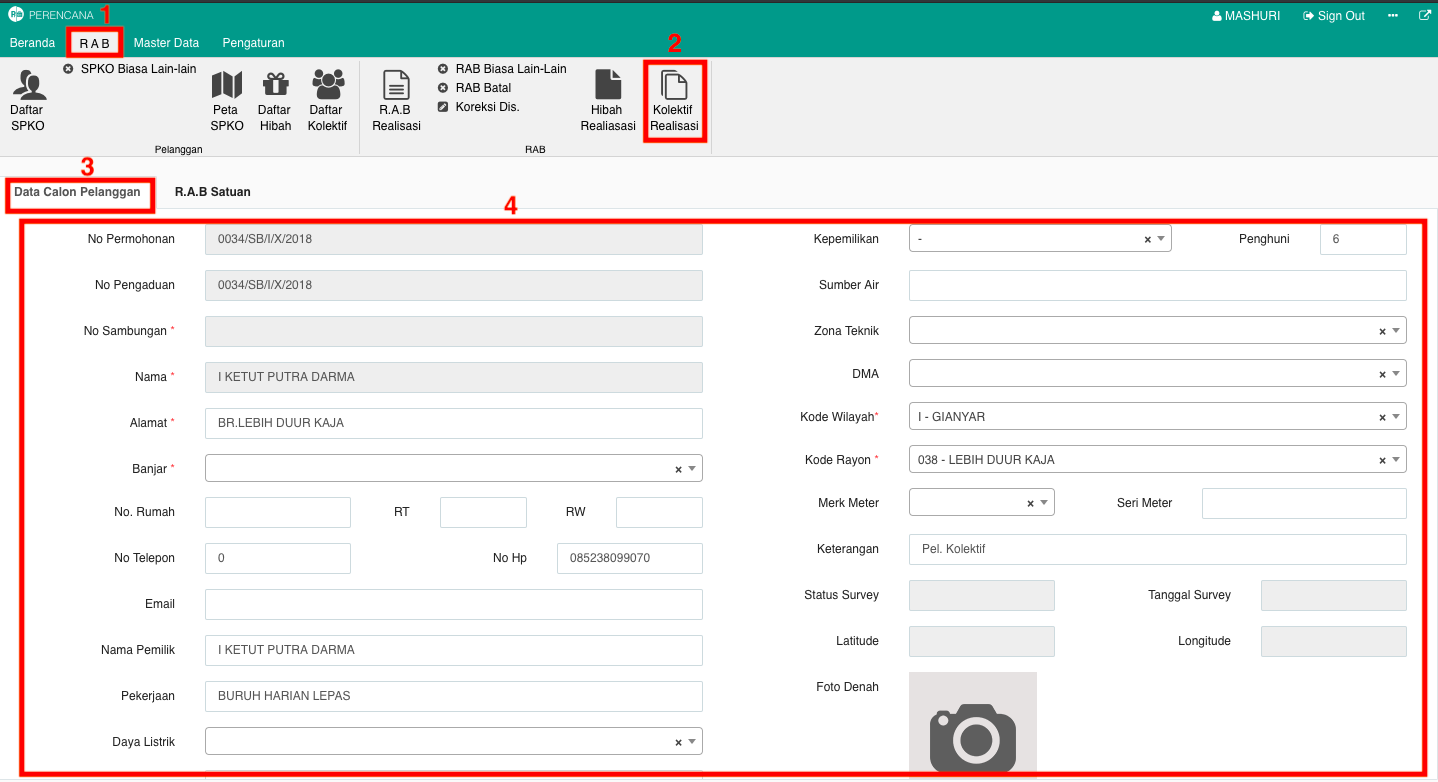 PERENCANA 1
MASHURI Sign Out
Beranda R A B Master Data Pengaturan
2
SPKO Biasa Lain-lain
RAB Biasa Lain-Lain
RAB Batal
Koreksi Dis.
Daftar SPKO
Peta SPKO
Daftar Hibah
Daftar Kolektif
R.A.B Realisasi
Hibah Realiasasi
Kolektif Realisasi
Pelanggan
RAB
3
Data Calon Pelanggan R.A.B Satuan
4
No Permohonan 0034/SB/I/X/2018
No Pengaduan 0034/SB/I/X/2018
No Sambungan *
Nama * I KETUT PUTRA DARMA
Alamat * BR.LEBIH DUUR KAJA
Banjar * ×
No. Rumah RT RW
No Telepon 0 No Hp 085238099070
Email
Nama Pemilik I KETUT PUTRA DARMA
Pekerjaan BURUH HARIAN LEPAS
Daya Listrik ×
Kepemilikan - × Penghuni 6
Sumber Air
Zona Teknik ×
DMA ×
Kode Wilayah* I - GIANYAR ×
Kode Rayon * 038 - LEBIH DUUR KAJA ×
Merk Meter × Seri Meter
Keterangan Pel. Kolektif
Status Survey Tanggal Survey
Latitude Longitude
Foto Denah